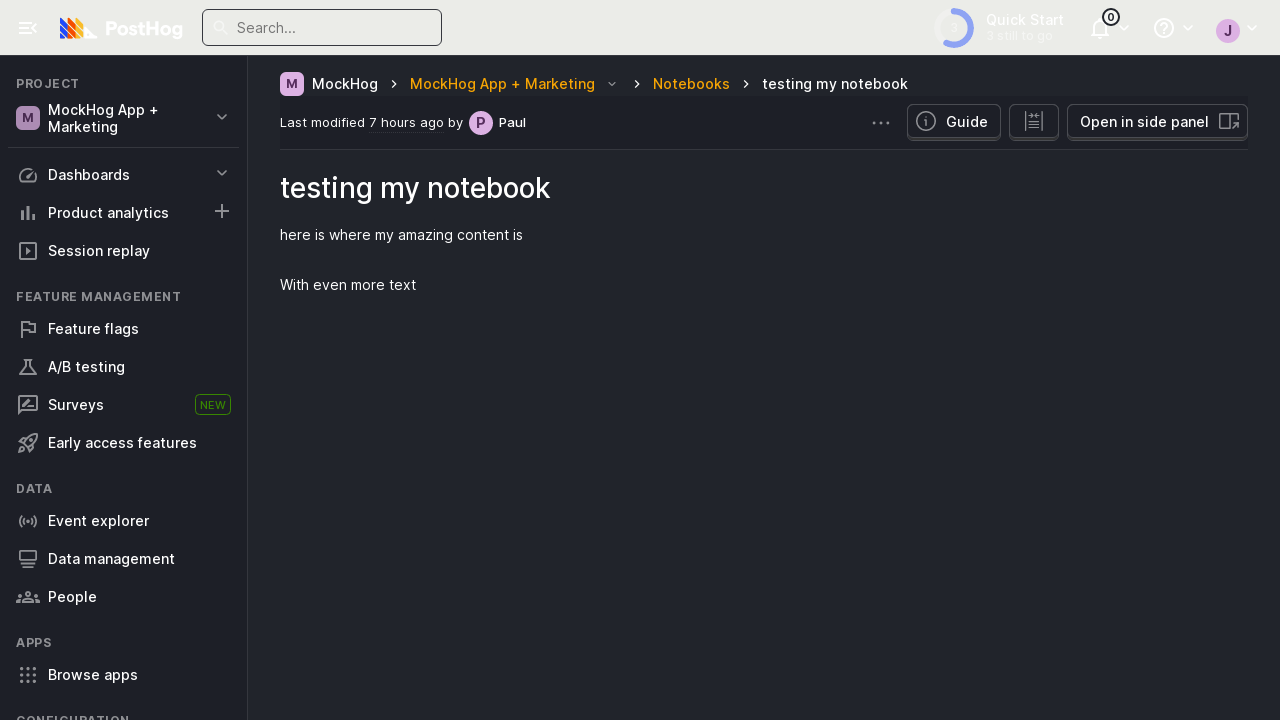 PostHog
Search...
3
Quick Start
3 still to go
0
J
PROJECT
M MockHog App +
Marketing
Dashboards
Product analytics
Session replay
FEATURE MANAGEMENT
Feature flags
A/B testing
Surveys NEW
Early access features
DATA
Event explorer
Data management
People
APPS
Browse apps
CONFIGURATION
M MockHog MockHog App + Marketing Notebooks testing my notebook
Last modified 7 hours ago by P Paul
Guide
Open in side panel
testing my notebook
here is where my amazing content is
With even more text